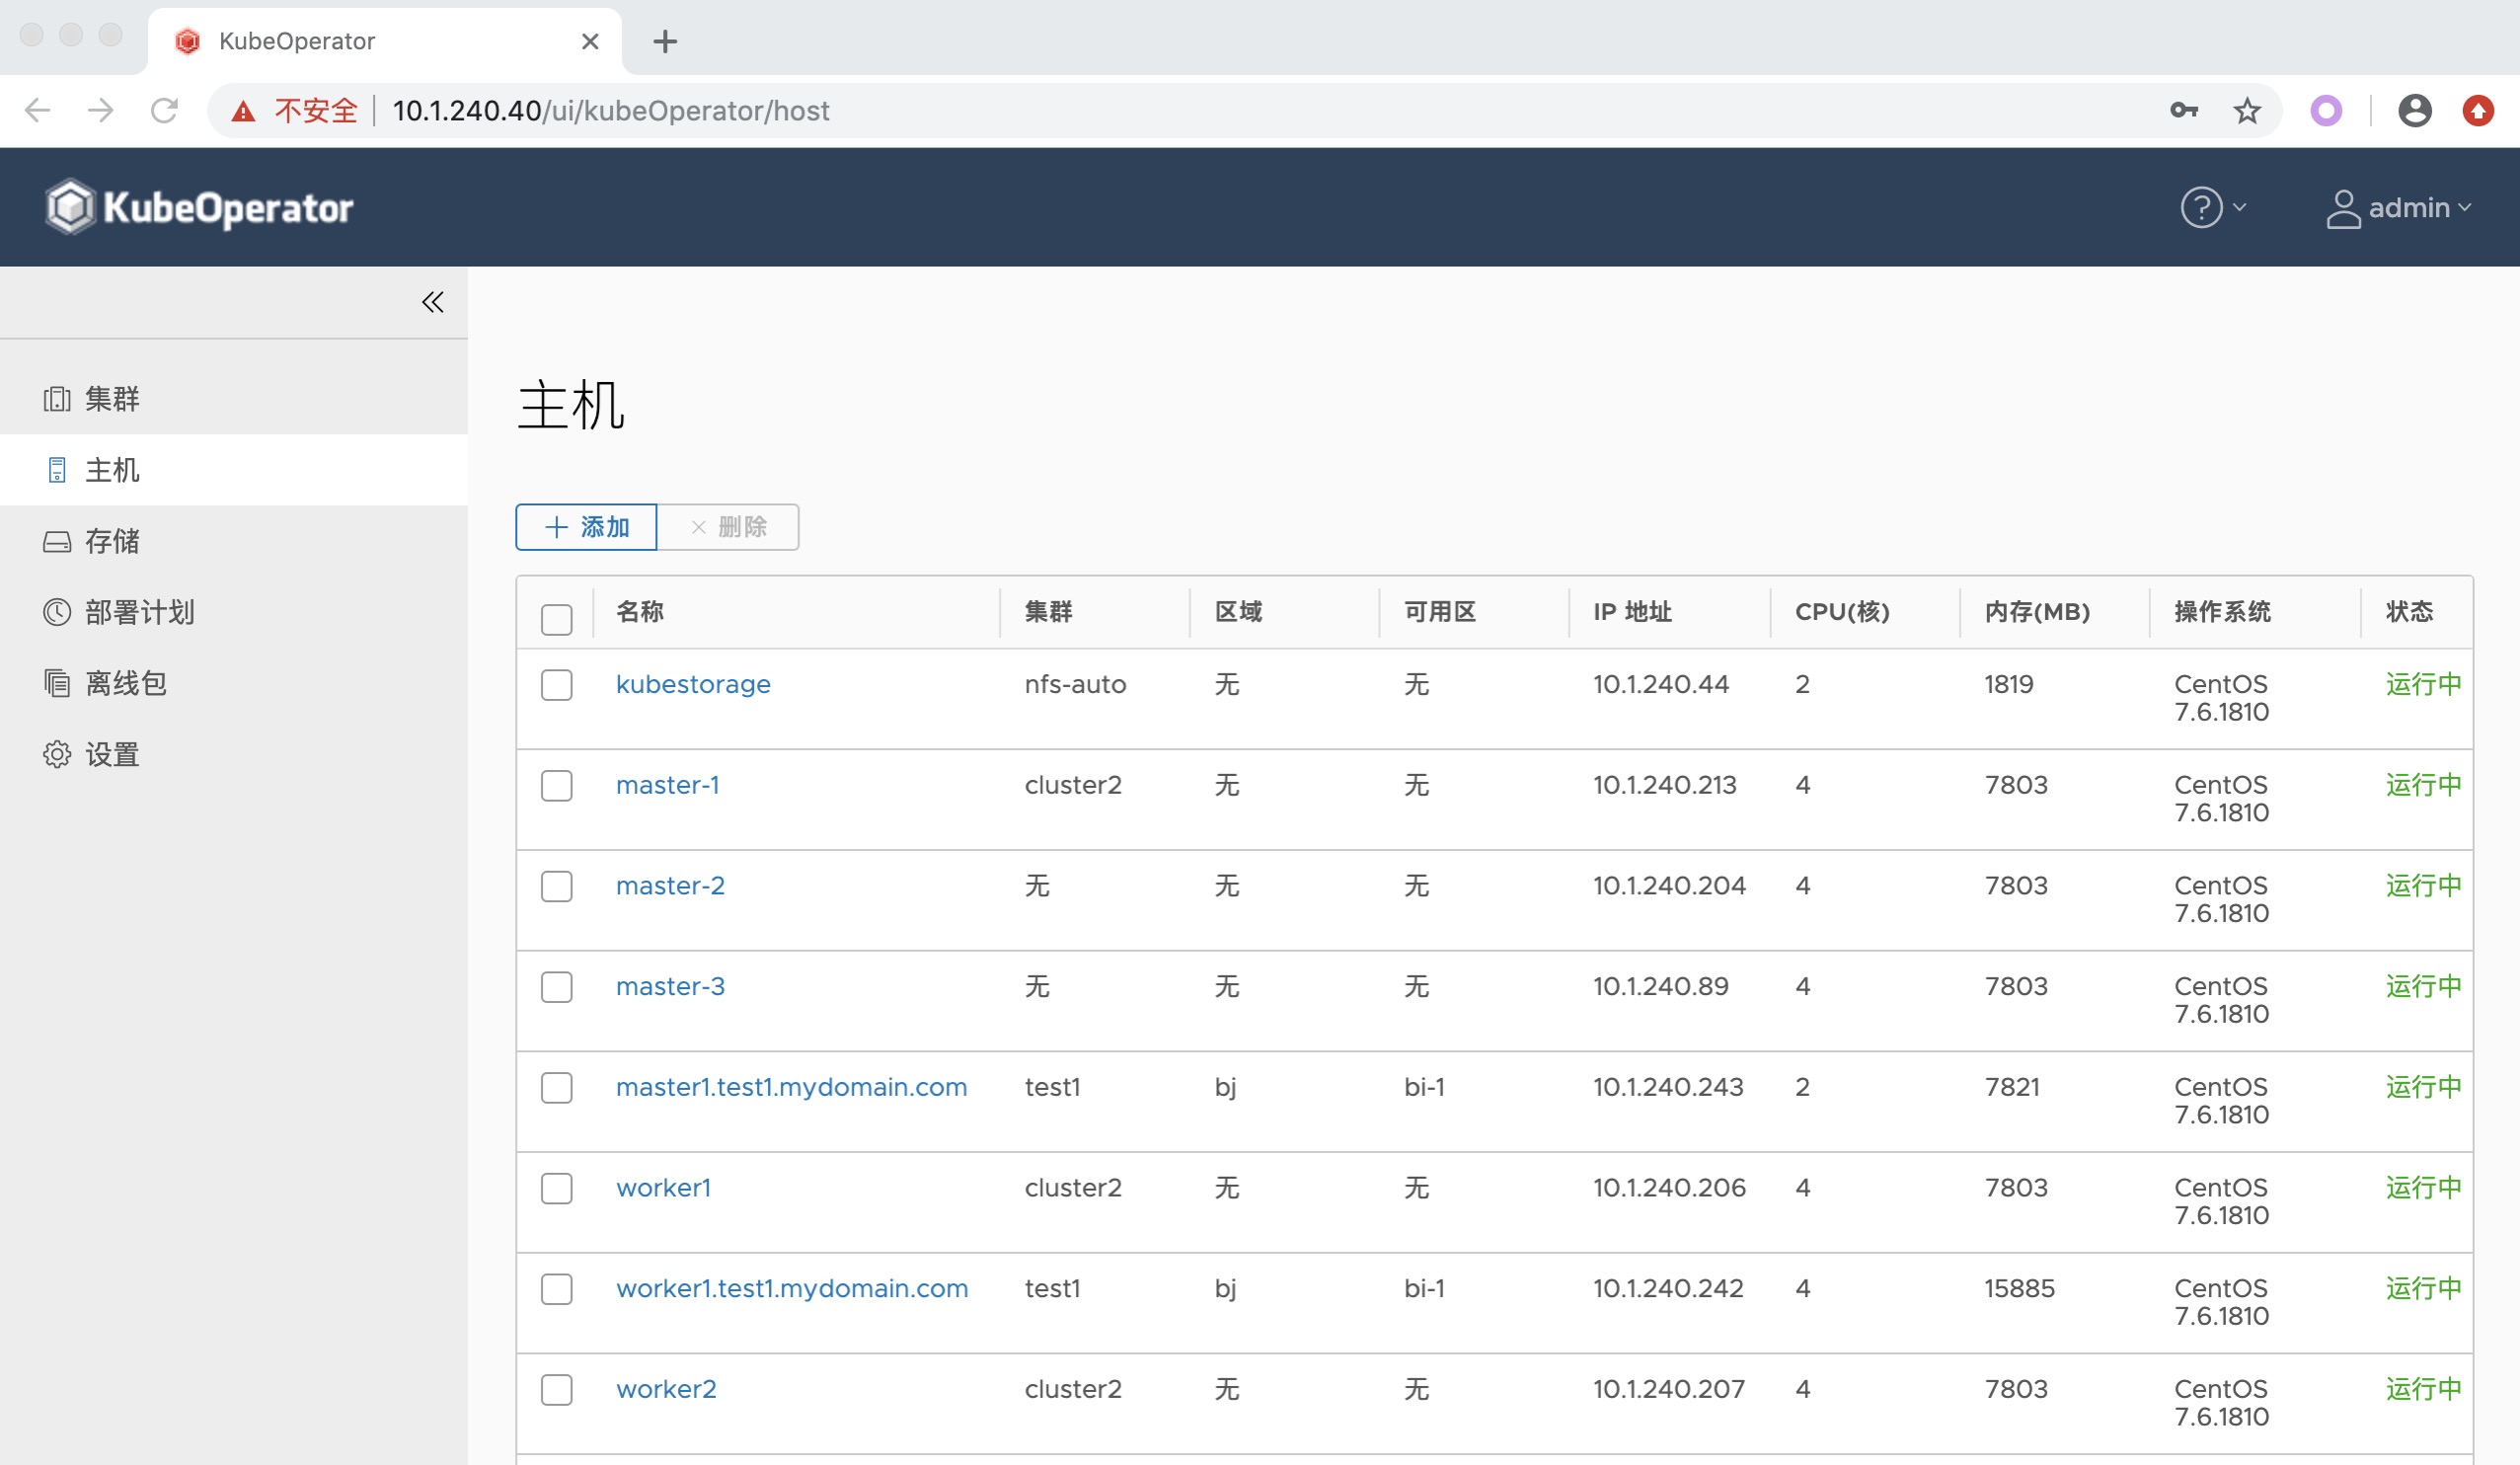 KubeOperator
不安全 10.1.240.40/ui/kubeOperator/host
KubeOperator admin
集群
主机
存储
部署计划
离线包
设置
主机
添加 删除
名称 集群 区域 可用区 IP 地址 CPU(核) 内存(MB) 操作系统 状态
kubestorage nfs-auto 无 无 10.1.240.44 2 1819 CentOS 运行中
7.6.1810
master-1 cluster2 无 无 10.1.240.213 4 7803 CentOS 运行中
7.6.1810
master-2 无 无 无 10.1.240.204 4 7803 CentOS 运行中
7.6.1810
master-3 无 无 无 10.1.240.89 4 7803 CentOS 运行中
7.6.1810
master1.test1.mydomain.com test1 bj bi-1 10.1.240.243 2 7821 CentOS 运行中
7.6.1810
worker1 cluster2 无 无 10.1.240.206 4 7803 CentOS 运行中
7.6.1810
worker1.test1.mydomain.com test1 bj bi-1 10.1.240.242 4 15885 CentOS 运行中
7.6.1810
worker2 cluster2 无 无 10.1.240.207 4 7803 CentOS 运行中
7.6.1810